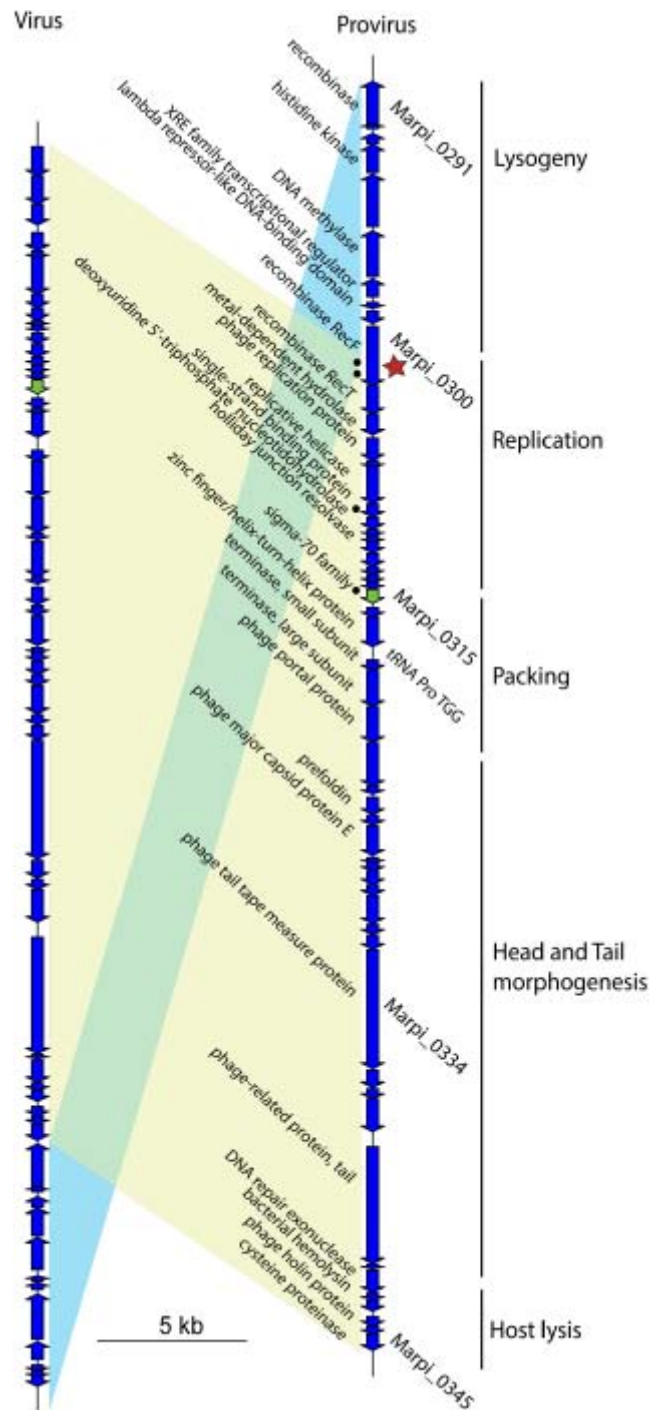 Virus
Provirus
recombinase
Marpi_0291
histidine kinase
Lysogeny
XRE family transcriptional regulator
lambda repressor-like DNA-binding domain
DNA methylase
recombinase RecF
Marpi_0300
recombinase RecT
metal-dependent hydrolase
phage replication protein
Replication
replicative helicase
single-strand binding protein
deoxyuridine 5'-triphosphate nucleotidohydrolase
holliday junction resolvase
sigma-70 family
Marpi_0315
zinc finger/helix-turn-helix protein
terminase, small subunit
tRNA Pro TGG
terminase, large subunit
Packing
phage portal protein
prefoldin
phage major capsid protein E
phage tail tape measure protein
Head and Tail
morphogenesis
Marpi_0334
phage-related protein, tail
DNA repair exonuclease
bacterial hemolysin
phage holin protein
cysteine proteinase
Host lysis
Marpi_0345
5 kb